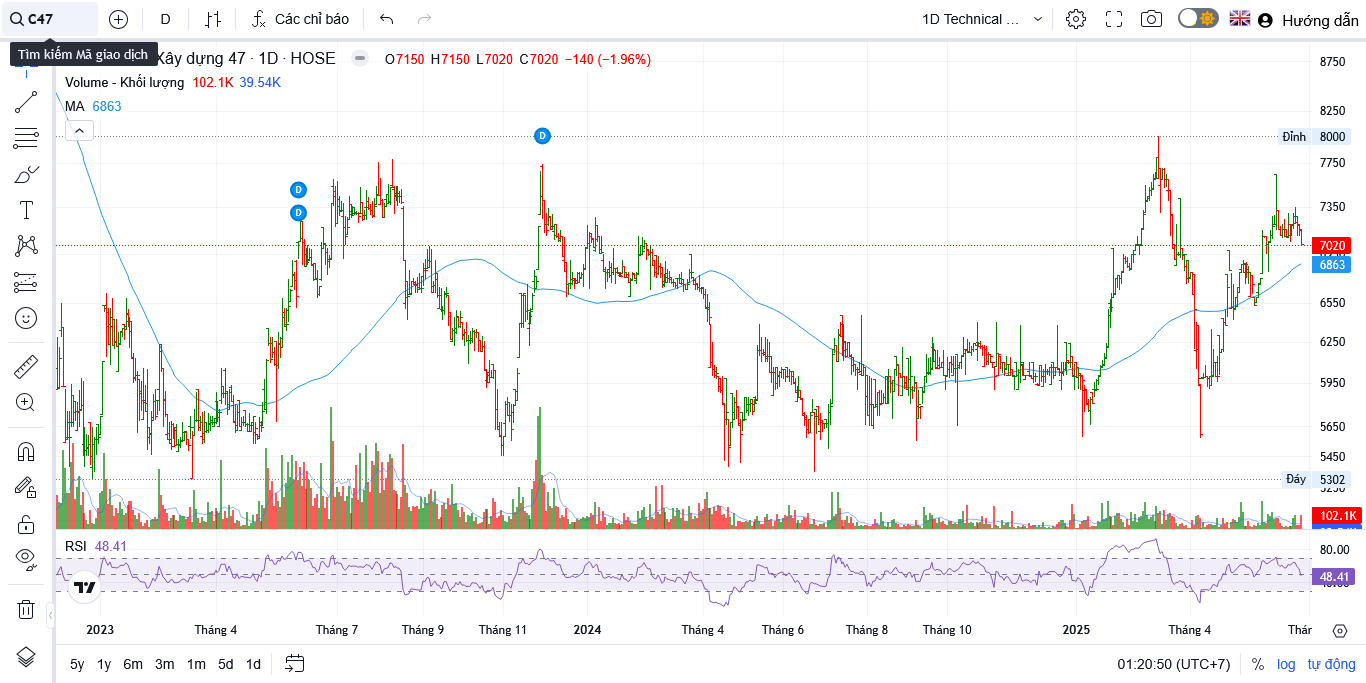 C47 D Các chỉ báo 1D Technical ... Hướng dẫn
Tìm kiếm Mã giao dịch
Xây dựng 47 · 1D · HOSE O7150 H7150 L7020 C7020 −140 (−1.96%)
Volume - Khối lượng 102.1K 39.54K
MA 6863
D
D
D
8750
8250
Đỉnh 8000
7750
7350
7020
6863
6550
6250
5950
5650
5450
Đáy 5302
102.1K
RSI 48.41
80.00
48.41
2023 Tháng 4 Tháng 7 Tháng 9 Tháng 11 2024 Tháng 4 Tháng 6 Tháng 8 Tháng 10 2025 Tháng 4 Thár
5y 1y 6m 3m 1m 5d 1d 01:20:50 (UTC+7) % log tự động